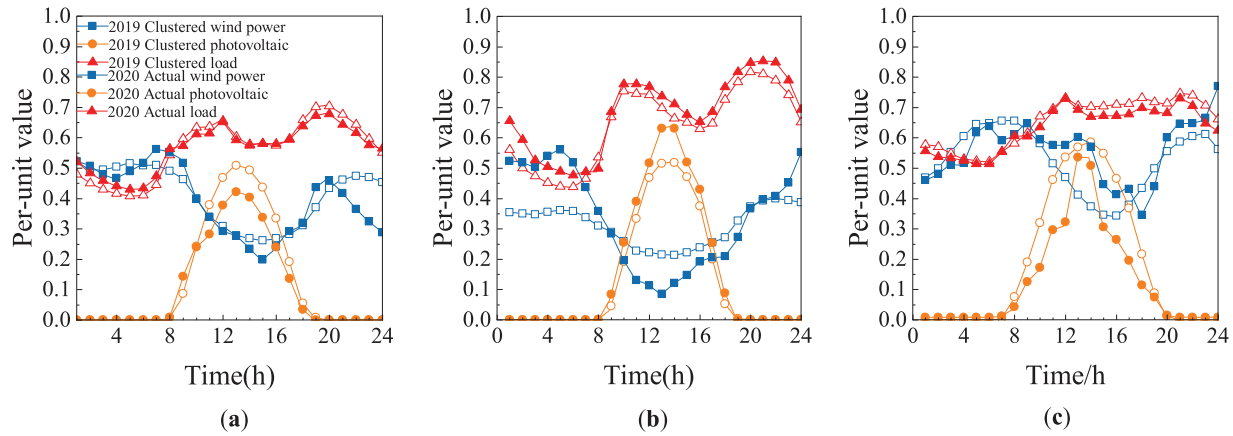 1.0
0.9
0.8
0.7
0.6
0.5
0.4
0.3
0.2
0.1
0.0
Per-unit value
2019 Clustered wind power
2019 Clustered photovoltaic
2019 Clustered load
2020 Actual wind power
2020 Actual photovoltaic
2020 Actual load
4 8 12 16 20 24
Time(h)
(a)
1.0
0.9
0.8
0.7
0.6
0.5
0.4
0.3
0.2
0.1
0.0
Per-unit value
0 4 8 12 16 20 24
Time(h)
(b)
1.0
0.9
0.8
0.7
0.6
0.5
0.4
0.3
0.2
0.1
0.0
Per-unit value
0 4 8 12 16 20 24
Time/h
(c)